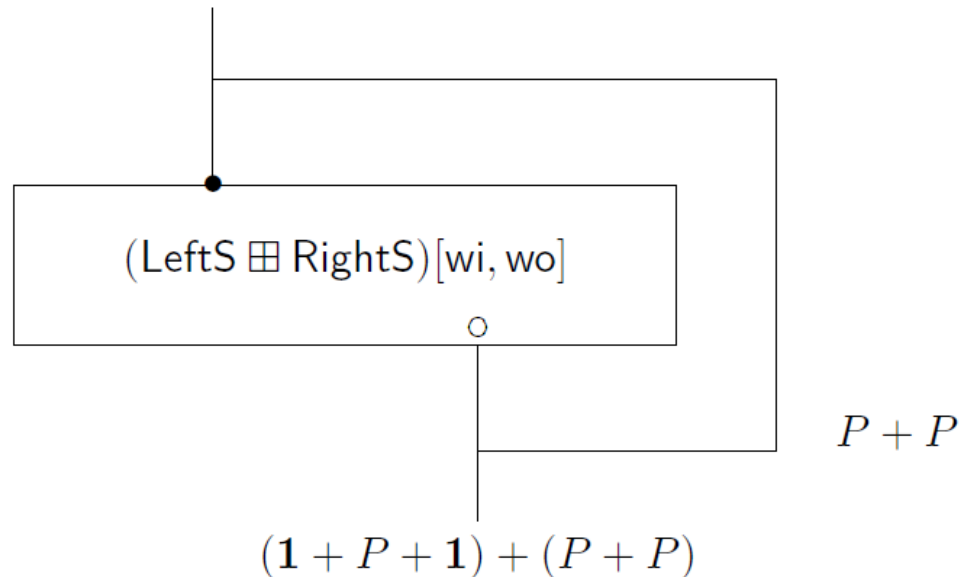 (LeftS ⊞ RightS)[wi, wo]
P + P
(𝟏 + P + 𝟏) + (P + P)